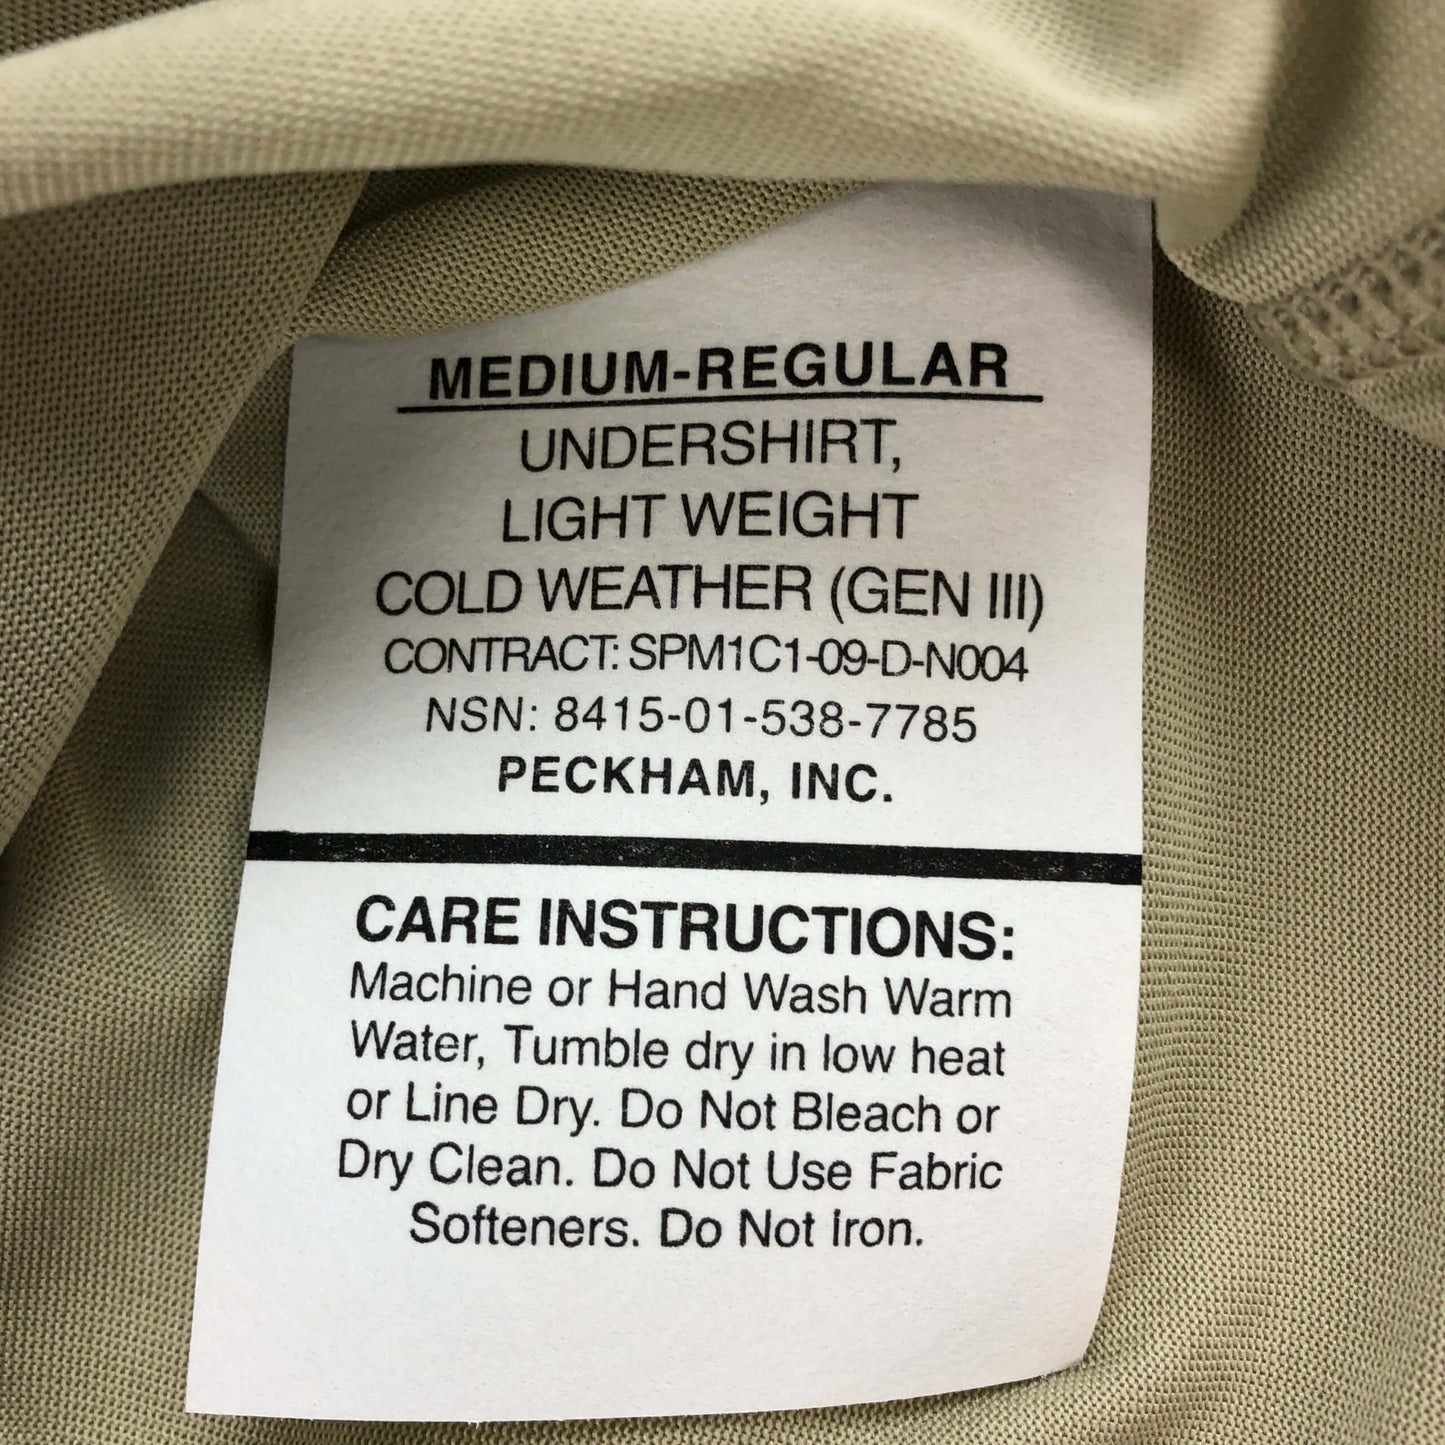 MEDIUM-REGULAR
UNDERSHIRT,
LIGHT WEIGHT
COLD WEATHER (GEN III)
CONTRACT: SPM1C1-09-D-N004
NSN: 8415-01-538-7785
PECKHAM, INC.
CARE INSTRUCTIONS:
Machine or Hand Wash Warm
Water, Tumble dry in low heat
or Line Dry. Do Not Bleach or
Dry Clean. Do Not Use Fabric
Softeners. Do Not Iron.